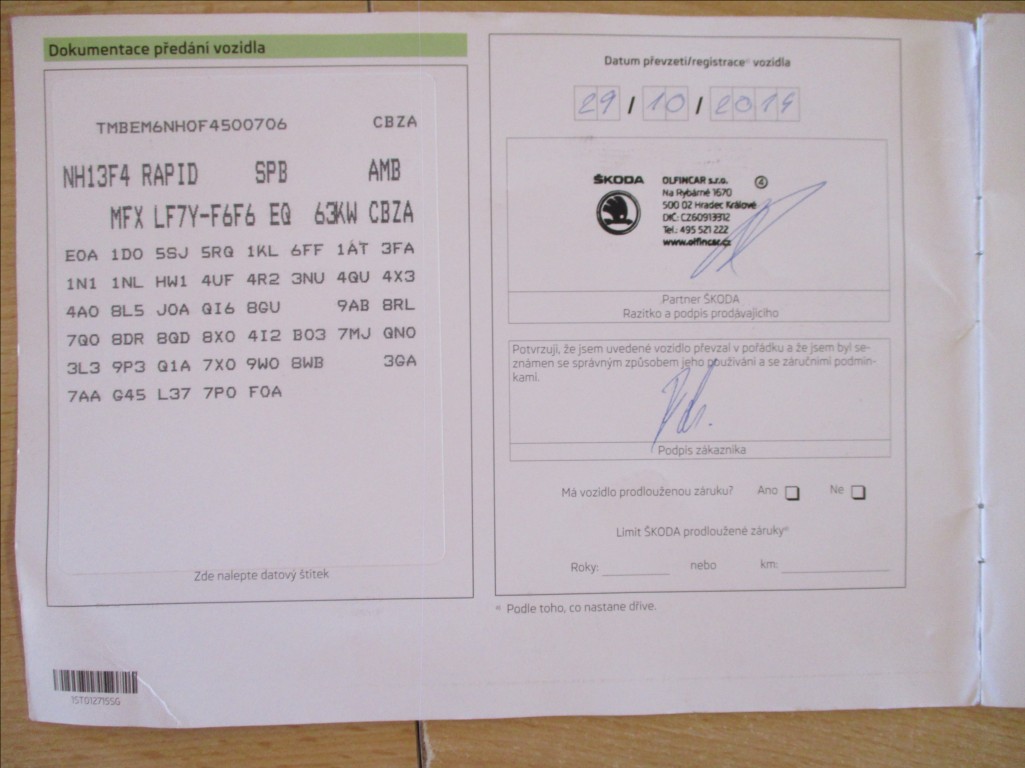 Dokumentace předání vozidla
TMBEM6NH0F4500706 CBZA
NH13F4 RAPID SPB AMB
MFX LF7Y-F6F6 EQ 63KW CBZA
E0A 1D0 5SJ 5RQ 1KL 6FF 1AT 3FA
1N1 1NL HW1 4UF 4R2 3NU 4QU 4X3
4A0 8L5 J0A QI6 8GU 9AB 8RL
7Q0 8DR 8QD 8X0 4I2 B03 7MJ QN0
3L3 9P3 Q1A 7X0 9W0 8WB 3GA
7AA G45 L37 7P0 F0A
Zde nalepte datový štítek
1ST012715SG
Datum převzetí/registrace* vozidla
29 / 10 / 2014
ŠKODA
OLFINCAR s.r.o. 4
Na Rybárně 1670
500 02 Hradec Králové
DIČ: CZ60913312
Tel.: 495 521 222
www.olfincar.cz
Partner ŠKODA
Razítko a podpis prodávajícího
Potvrzuji, že jsem uvedené vozidlo převzal v pořádku a že jsem byl se-
známen se správným způsobem jeho používání a se záručními podmín-
kami.
Podpis zákazníka
Má vozidlo prodlouženou záruku? Ano Ne
Limit ŠKODA prodloužené záruky*
Roky: nebo km:
* Podle toho, co nastane dříve.